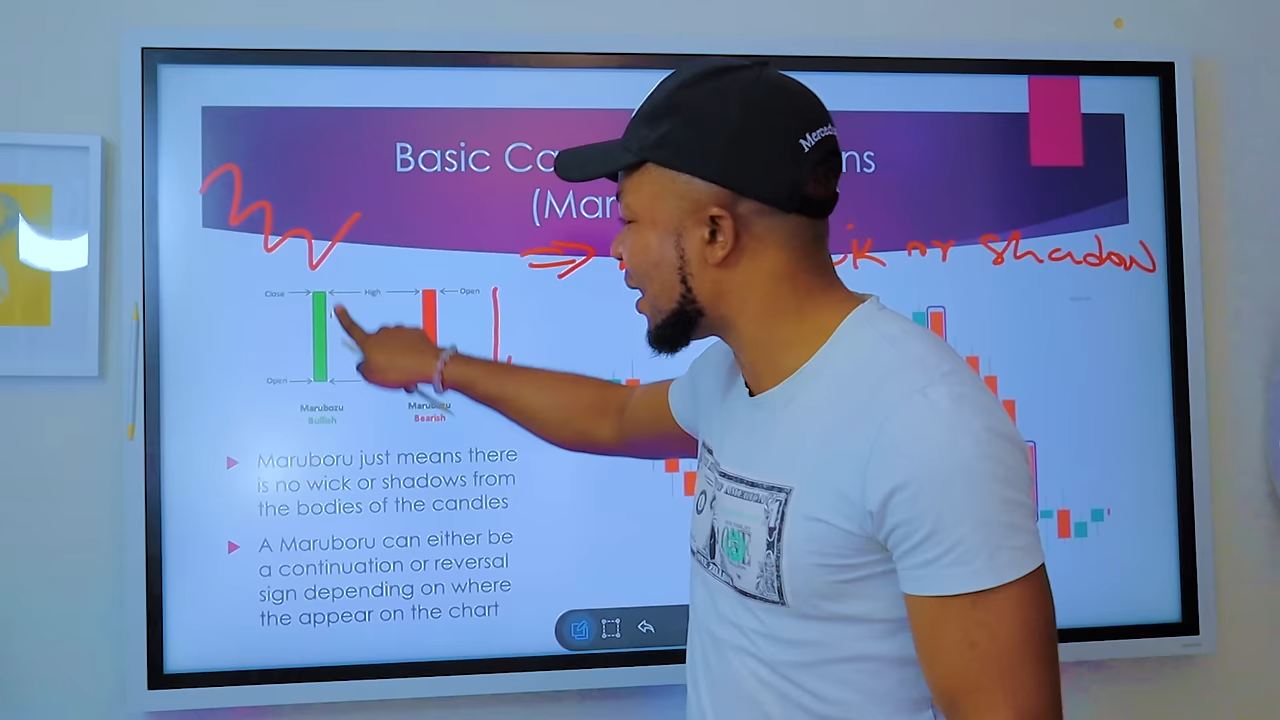 Basic Ca ns
(Mar
Mercede
ik or shadow
Close High Open
Open
Marubozu Marubozu
Bullish Bearish
Maruboru just means there
is no wick or shadows from
the bodies of the candles
A Maruboru can either be
a continuation or reversal
sign depending on where
the appear on the chart